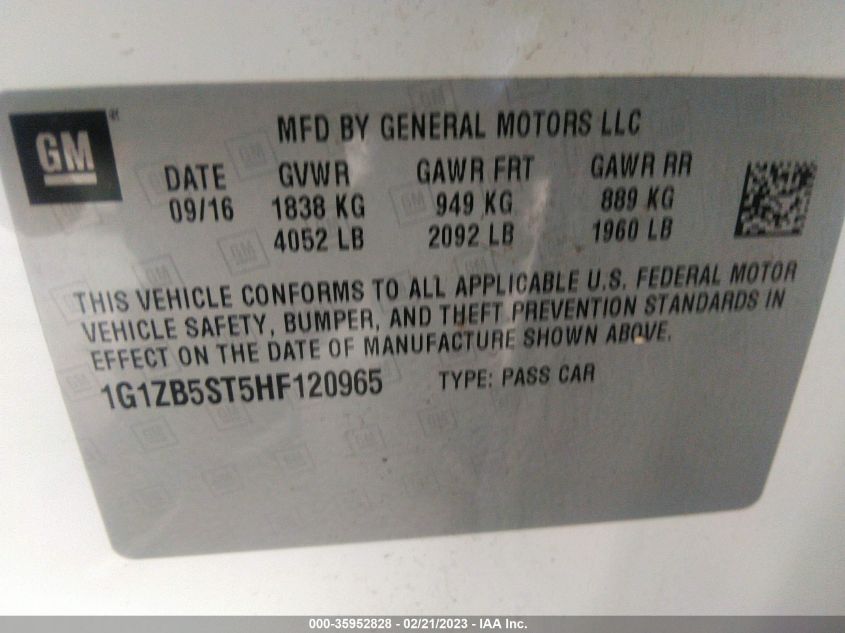 GM
MFD BY GENERAL MOTORS LLC
DATE GVWR GAWR FRT GAWR RR
09/16 1838 KG 949 KG 889 KG
4052 LB 2092 LB 1960 LB
THIS VEHICLE CONFORMS TO ALL APPLICABLE U.S. FEDERAL MOTOR
VEHICLE SAFETY, BUMPER, AND THEFT PREVENTION STANDARDS IN
EFFECT ON THE DATE OF MANUFACTURE SHOWN ABOVE.
1G1ZB5ST5HF120965 TYPE: PASS CAR
000-35952828 - 02/21/2023 - IAA Inc.